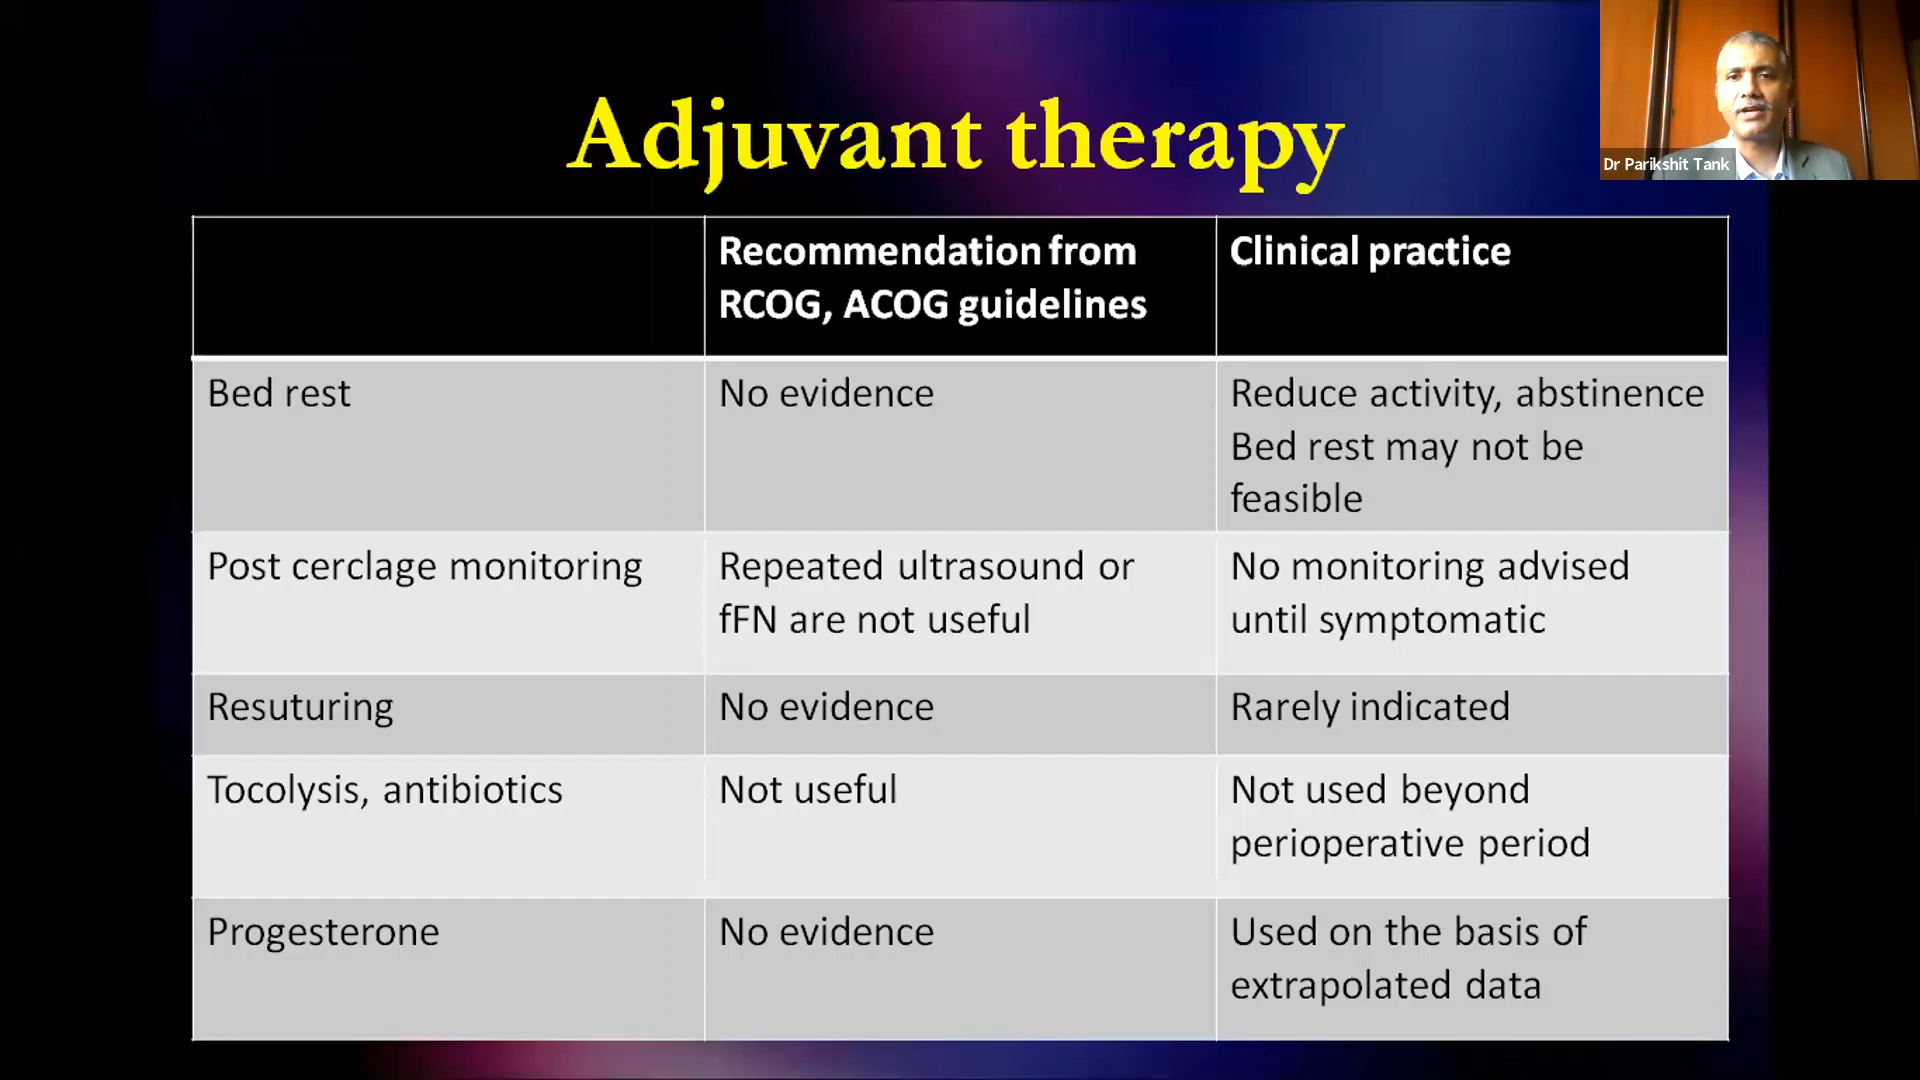 Adjuvant therapy
Dr Parikshit Tank
Recommendation from
RCOG, ACOG guidelines
Clinical practice
Bed rest
No evidence
Reduce activity, abstinence
Bed rest may not be
feasible
Post cerclage monitoring
Repeated ultrasound or
fFN are not useful
No monitoring advised
until symptomatic
Resuturing
No evidence
Rarely indicated
Tocolysis, antibiotics
Not useful
Not used beyond
perioperative period
Progesterone
No evidence
Used on the basis of
extrapolated data